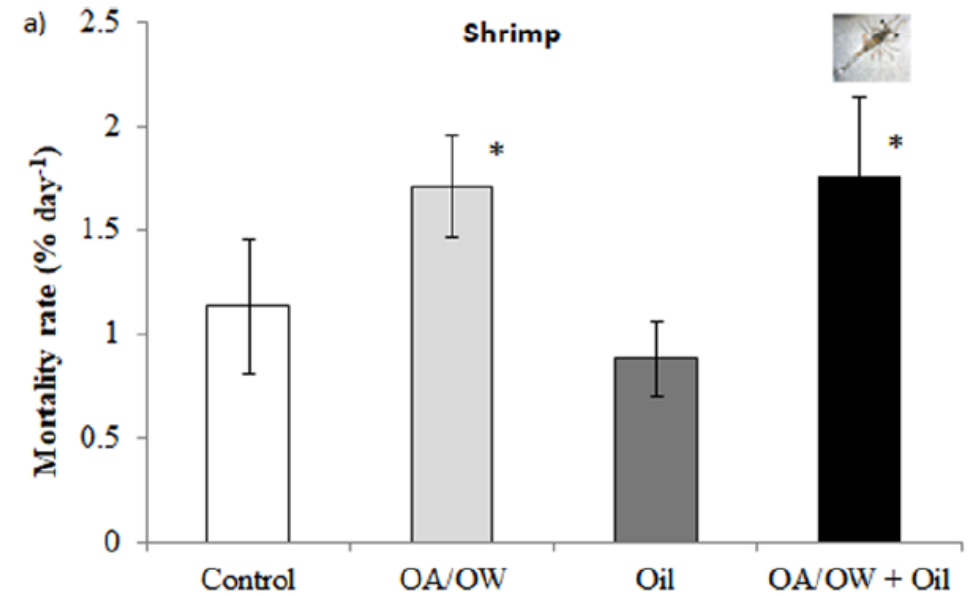 a)
Shrimp
2.5
2
1.5
1
0.5
0
Mortality rate (% day⁻¹)
*
*
Control
OA/OW
Oil
OA/OW + Oil